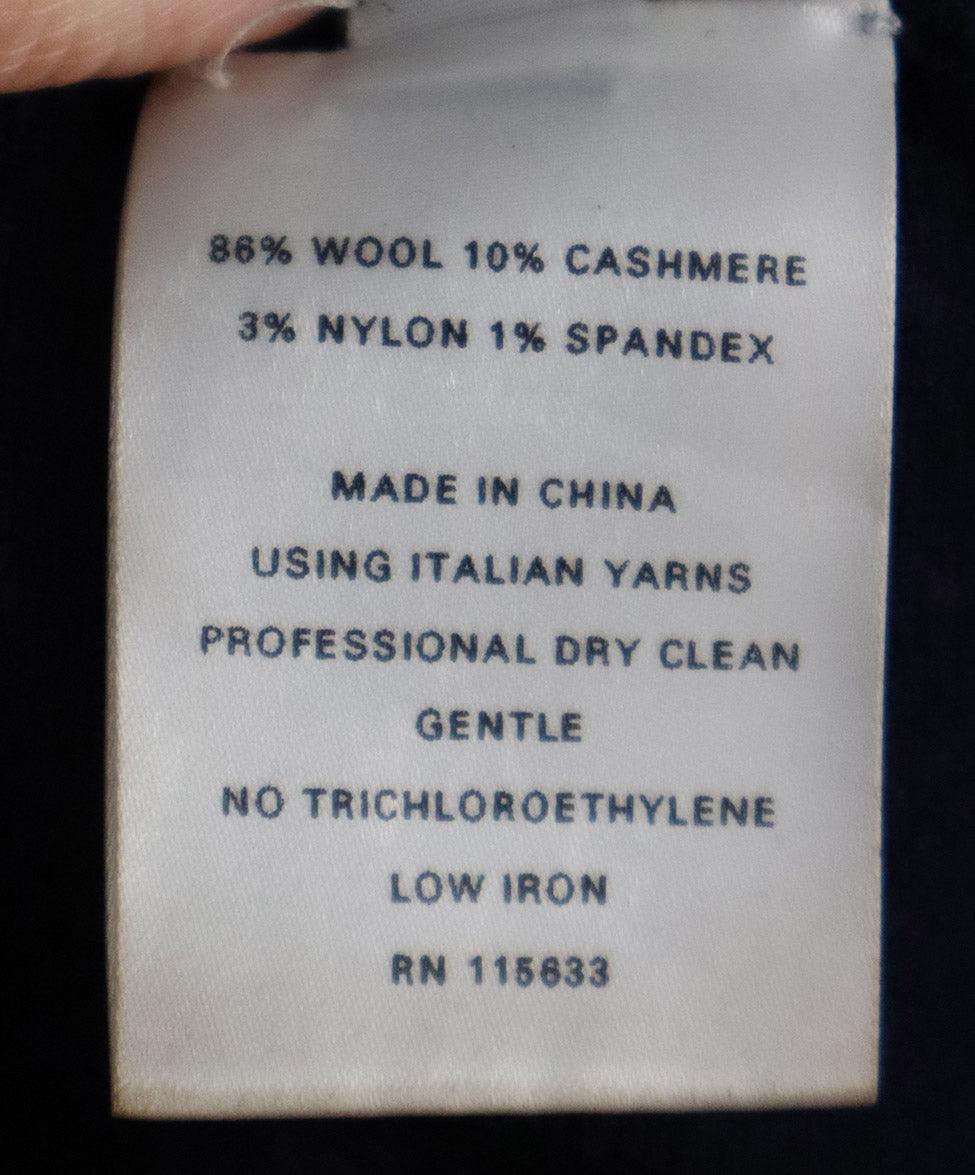 86% WOOL 10% CASHMERE
3% NYLON 1% SPANDEX
MADE IN CHINA
USING ITALIAN YARNS
PROFESSIONAL DRY CLEAN
GENTLE
NO TRICHLOROETHYLENE
LOW IRON
RN 115633